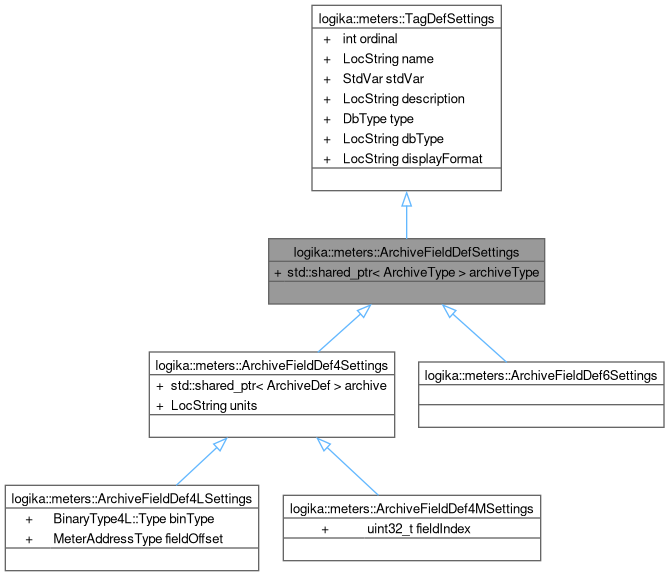 logika::meters::TagDefSettings
+ int ordinal
+ LocString name
+ StdVar stdVar
+ LocString description
+ DbType type
+ LocString dbType
+ LocString displayFormat
logika::meters::ArchiveFieldDefSettings
+ std::shared_ptr< ArchiveType > archiveType
logika::meters::ArchiveFieldDef4Settings
+ std::shared_ptr< ArchiveDef > archive
+ LocString units
logika::meters::ArchiveFieldDef6Settings
logika::meters::ArchiveFieldDef4LSettings
+ BinaryType4L::Type binType
+ MeterAddressType fieldOffset
logika::meters::ArchiveFieldDef4MSettings
+ uint32_t fieldIndex